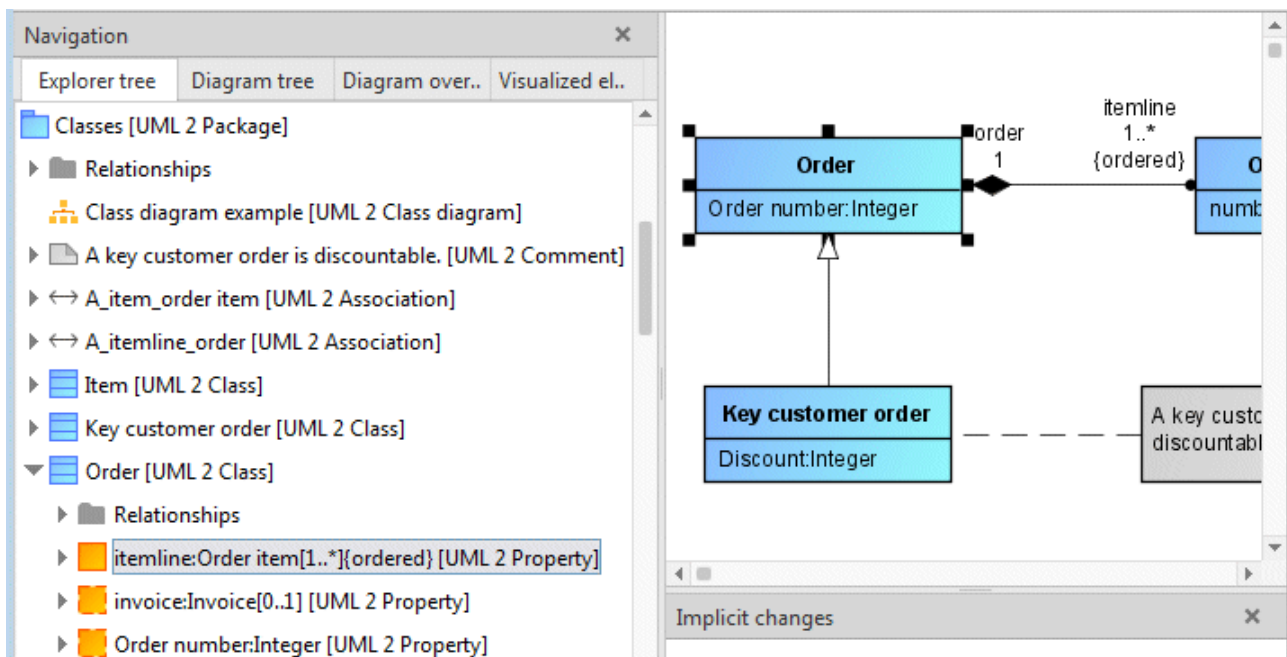 Navigation
Explorer tree
Diagram tree
Diagram over..
Visualized el..
Classes [UML 2 Package]
Relationships
Class diagram example [UML 2 Class diagram]
A key customer order is discountable. [UML 2 Comment]
A_item_order item [UML 2 Association]
A_itemline_order [UML 2 Association]
Item [UML 2 Class]
Key customer order [UML 2 Class]
Order [UML 2 Class]
Relationships
itemline:Order item[1..*]{ordered} [UML 2 Property]
invoice:Invoice[0..1] [UML 2 Property]
Order number:Integer [UML 2 Property]
Order
Order number:Integer
order
1
itemline
1..*
{ordered}
O
numb
Key customer order
Discount:Integer
A key custo
discountabl
Implicit changes